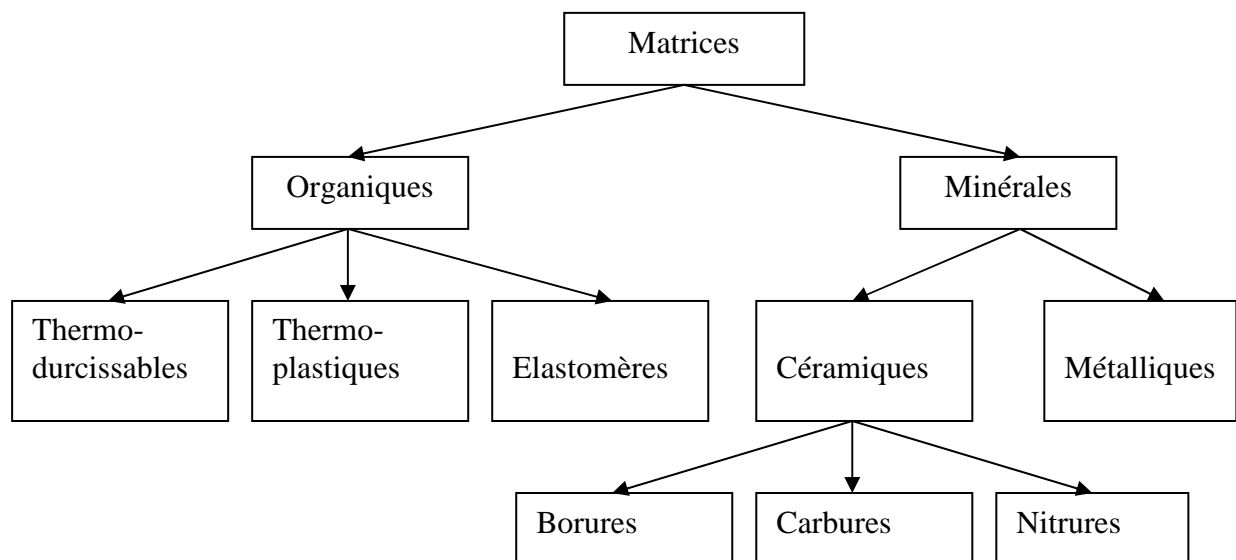 Matrices
Organiques
Minérales
Thermo-
durcissables
Thermo-
plastiques
Elastomères
Céramiques
Métalliques
Borures
Carbures
Nitrures